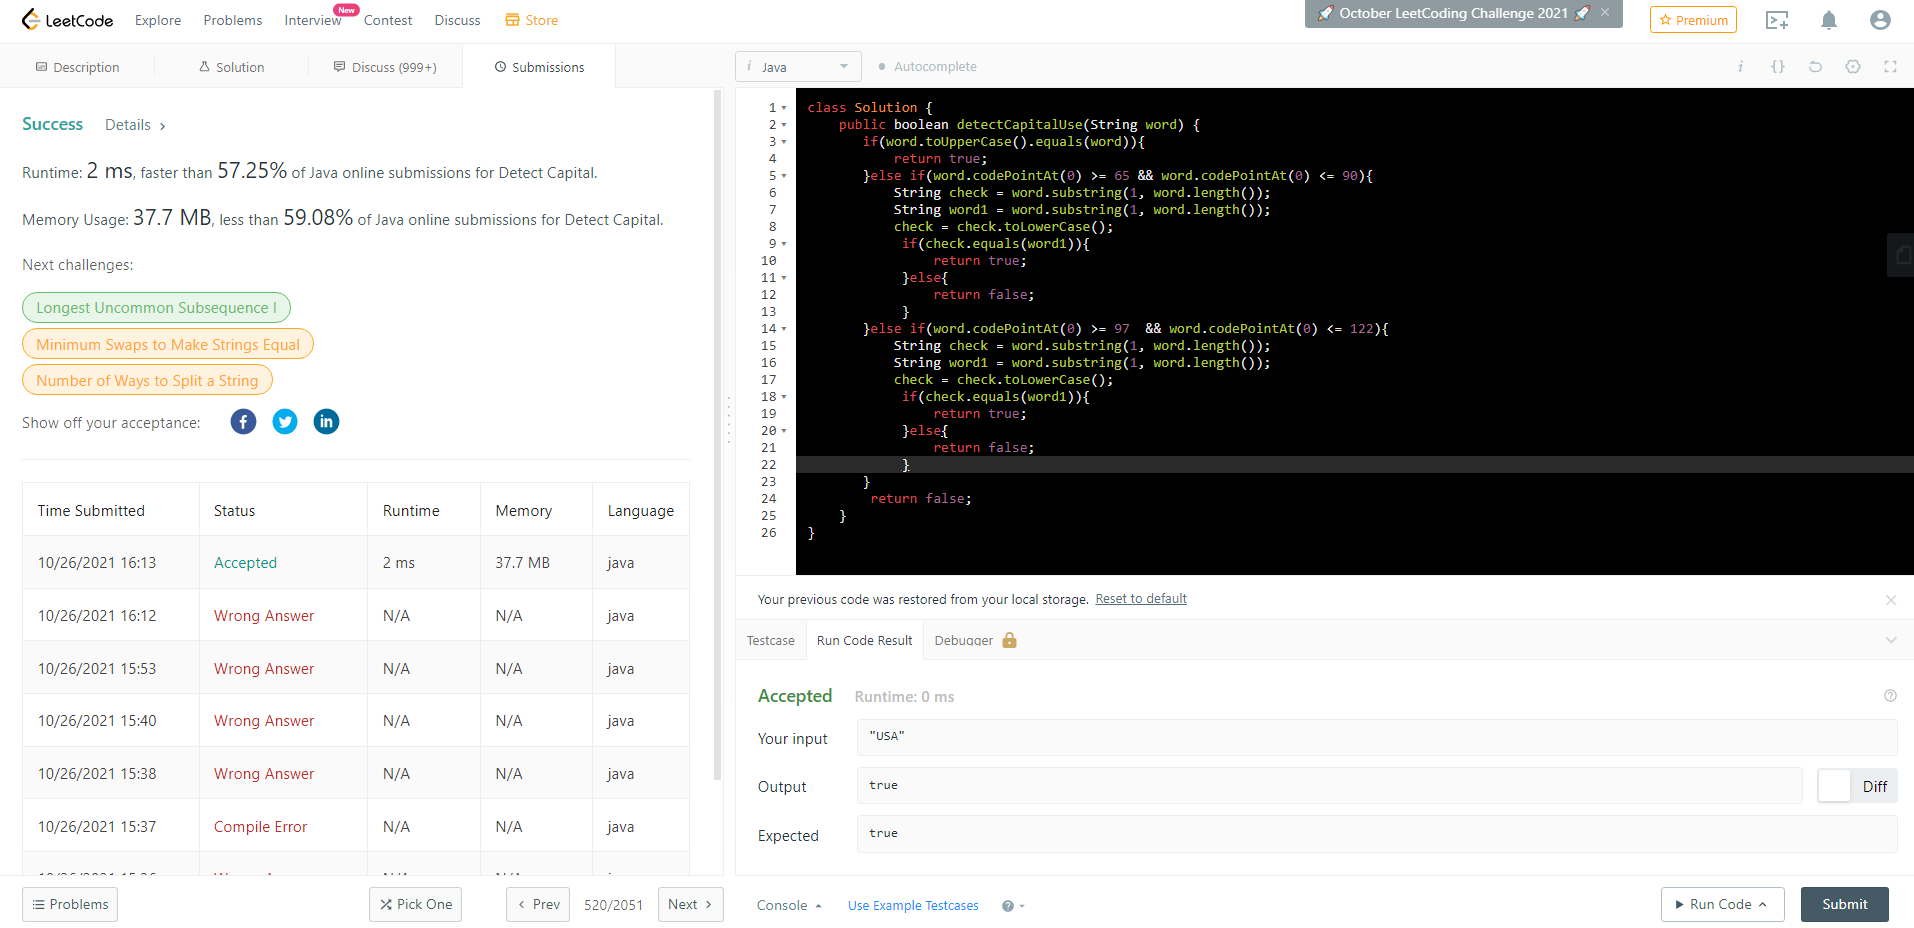 LeetCode Explore Problems Interview New Contest Discuss Store 🚀 October LeetCoding Challenge 2021 🚀 × Premium
Description Solution Discuss (999+) Submissions
i Java Autocomplete i {}
Success Details >
Runtime: 2 ms, faster than 57.25% of Java online submissions for Detect Capital.
Memory Usage: 37.7 MB, less than 59.08% of Java online submissions for Detect Capital.
Next challenges:
Longest Uncommon Subsequence I
Minimum Swaps to Make Strings Equal
Number of Ways to Split a String
Show off your acceptance:
Time Submitted Status Runtime Memory Language
10/26/2021 16:13 Accepted 2 ms 37.7 MB java
10/26/2021 16:12 Wrong Answer N/A N/A java
10/26/2021 15:53 Wrong Answer N/A N/A java
10/26/2021 15:40 Wrong Answer N/A N/A java
10/26/2021 15:38 Wrong Answer N/A N/A java
10/26/2021 15:37 Compile Error N/A N/A java
Problems Pick One < Prev 520/2051 Next >
1 class Solution {
2     public boolean detectCapitalUse(String word) {
3        if(word.toUpperCase().equals(word)){
4            return true;
5        }else if(word.codePointAt(0) >= 65 && word.codePointAt(0) <= 90){
6            String check = word.substring(1, word.length());
7            String word1 = word.substring(1, word.length());
8            check = check.toLowerCase();
9             if(check.equals(word1)){
10                 return true;
11             }else{
12                 return false;
13             }
14        }else if(word.codePointAt(0) >= 97  && word.codePointAt(0) <= 122){
15            String check = word.substring(1, word.length());
16            String word1 = word.substring(1, word.length());
17            check = check.toLowerCase();
18             if(check.equals(word1)){
19                 return true;
20             }else{
21                 return false;
22             }
23        }
24         return false;
25     }
26 }
Your previous code was restored from your local storage. Reset to default
Testcase Run Code Result Debugger
Accepted Runtime: 0 ms
Your input "USA"
Output true Diff
Expected true
Console Use Example Testcases ? Run Code Submit